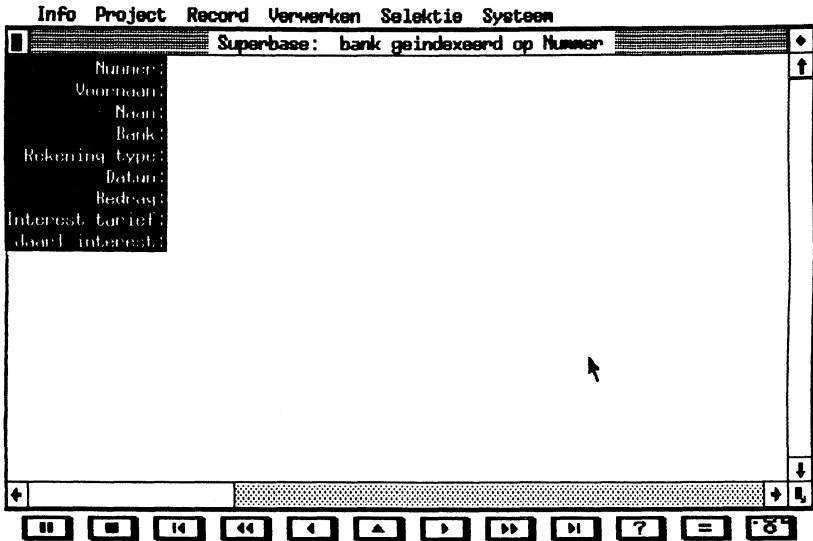 Info Project Record Verwerken Selektie Systeem
Superbase: bank geindexeerd op Nummer
Nummer:
Voornaam:
Naam:
Bank:
Rekening type:
Datum:
Bedrag:
Interest tarief:
Jaarl interest:
? =